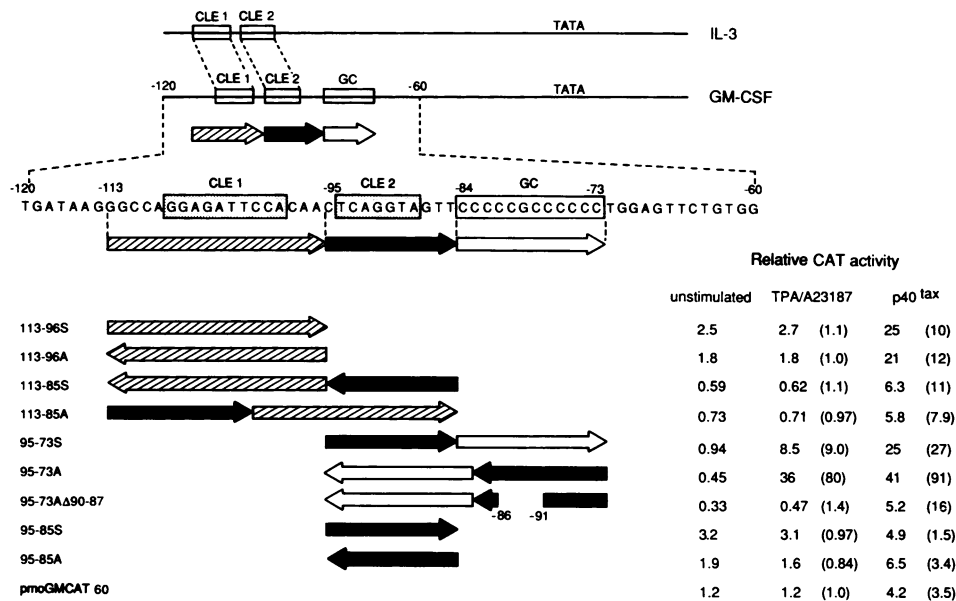 CLE 1 CLE 2 TATA IL-3
-120 CLE 1 CLE 2 GC -60 TATA GM-CSF
-120 -113 CLE 1 -95 CLE 2 -84 GC -73 -60
TGATAAGGGCCAGGAGATTCCACAACTCAGGTAGTTCCCCCGCCCCCCTGGAGTTCTGTGG
Relative CAT activity
unstimulated TPA/A23187 p40 tax
113-96S 2.5 2.7 (1.1) 25 (10)
113-96A 1.8 1.8 (1.0) 21 (12)
113-85S 0.59 0.62 (1.1) 6.3 (11)
113-85A 0.73 0.71 (0.97) 5.8 (7.9)
95-73S 0.94 8.5 (9.0) 25 (27)
95-73A 0.45 36 (80) 41 (91)
95-73AΔ90-87 -86 -91 0.33 0.47 (1.4) 5.2 (16)
95-85S 3.2 3.1 (0.97) 4.9 (1.5)
95-85A 1.9 1.6 (0.84) 6.5 (3.4)
pmoGMCAT 60 1.2 1.2 (1.0) 4.2 (3.5)